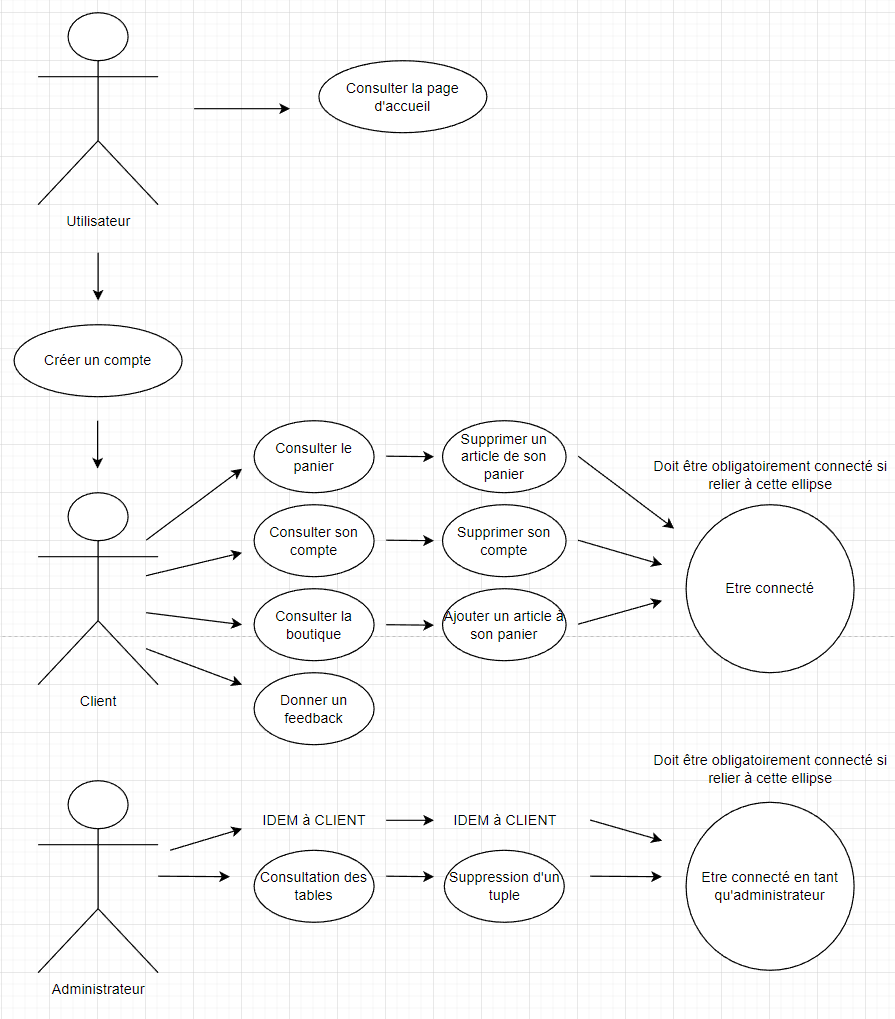 Consulter la page
d'accueil
Utilisateur
Créer un compte
Consulter le
panier
Supprimer un
article de son
panier
Doit être obligatoirement connecté si
relier à cette ellipse
Consulter son
compte
Supprimer son
compte
Etre connecté
Consulter la
boutique
Ajouter un article à
son panier
Client
Donner un
feedback
Doit être obligatoirement connecté si
relier à cette ellipse
IDEM à CLIENT
IDEM à CLIENT
Consultation des
tables
Suppression d'un
tuple
Etre connecté en tant
qu'administrateur
Administrateur